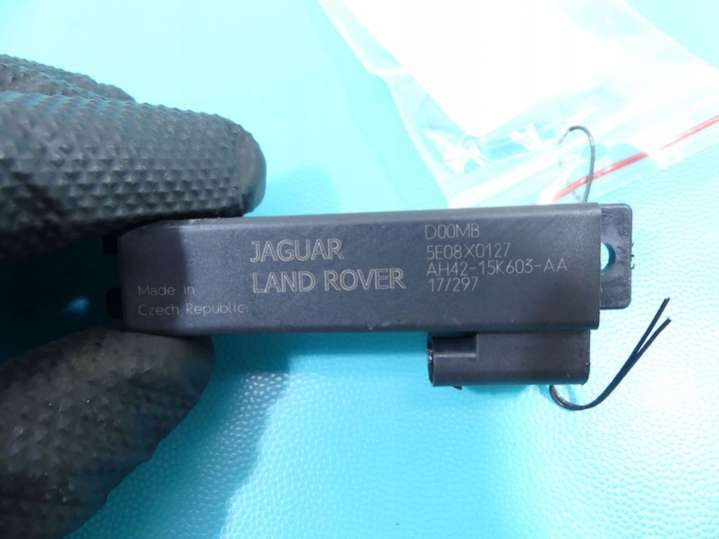 JAGUAR
LAND ROVER
Made in
Czech Republic
D00MB
5E08X0127
AH42-15K603-AA
17/297